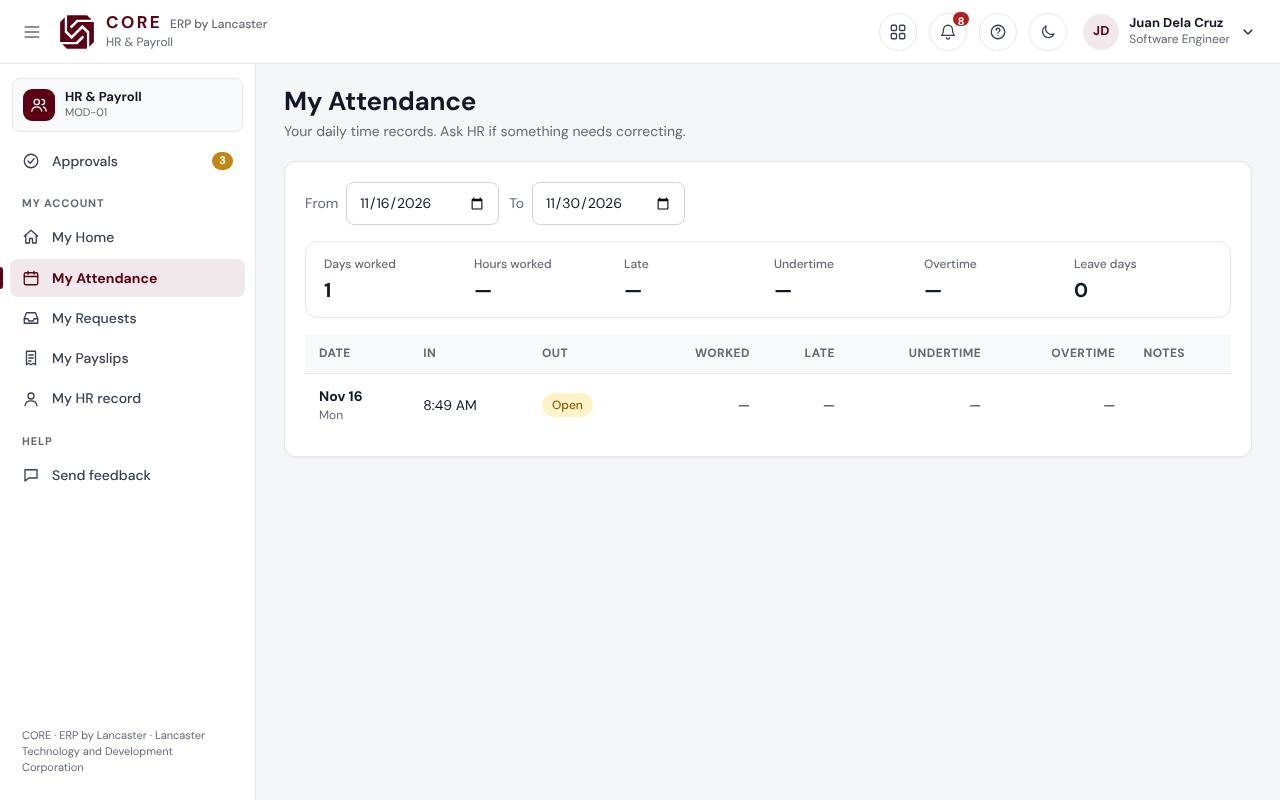 CORE ERP by Lancaster
HR & Payroll
8
JD
Juan Dela Cruz
Software Engineer
HR & Payroll
MOD-01
Approvals 3
MY ACCOUNT
My Home
My Attendance
My Requests
My Payslips
My HR record
HELP
Send feedback
CORE · ERP by Lancaster · Lancaster
Technology and Development
Corporation
My Attendance
Your daily time records. Ask HR if something needs correcting.
From 11/16/2026 To 11/30/2026
Days worked Hours worked Late Undertime Overtime Leave days
1 — — — — 0
DATE IN OUT WORKED LATE UNDERTIME OVERTIME NOTES
Nov 16 8:49 AM Open — — — —
Mon